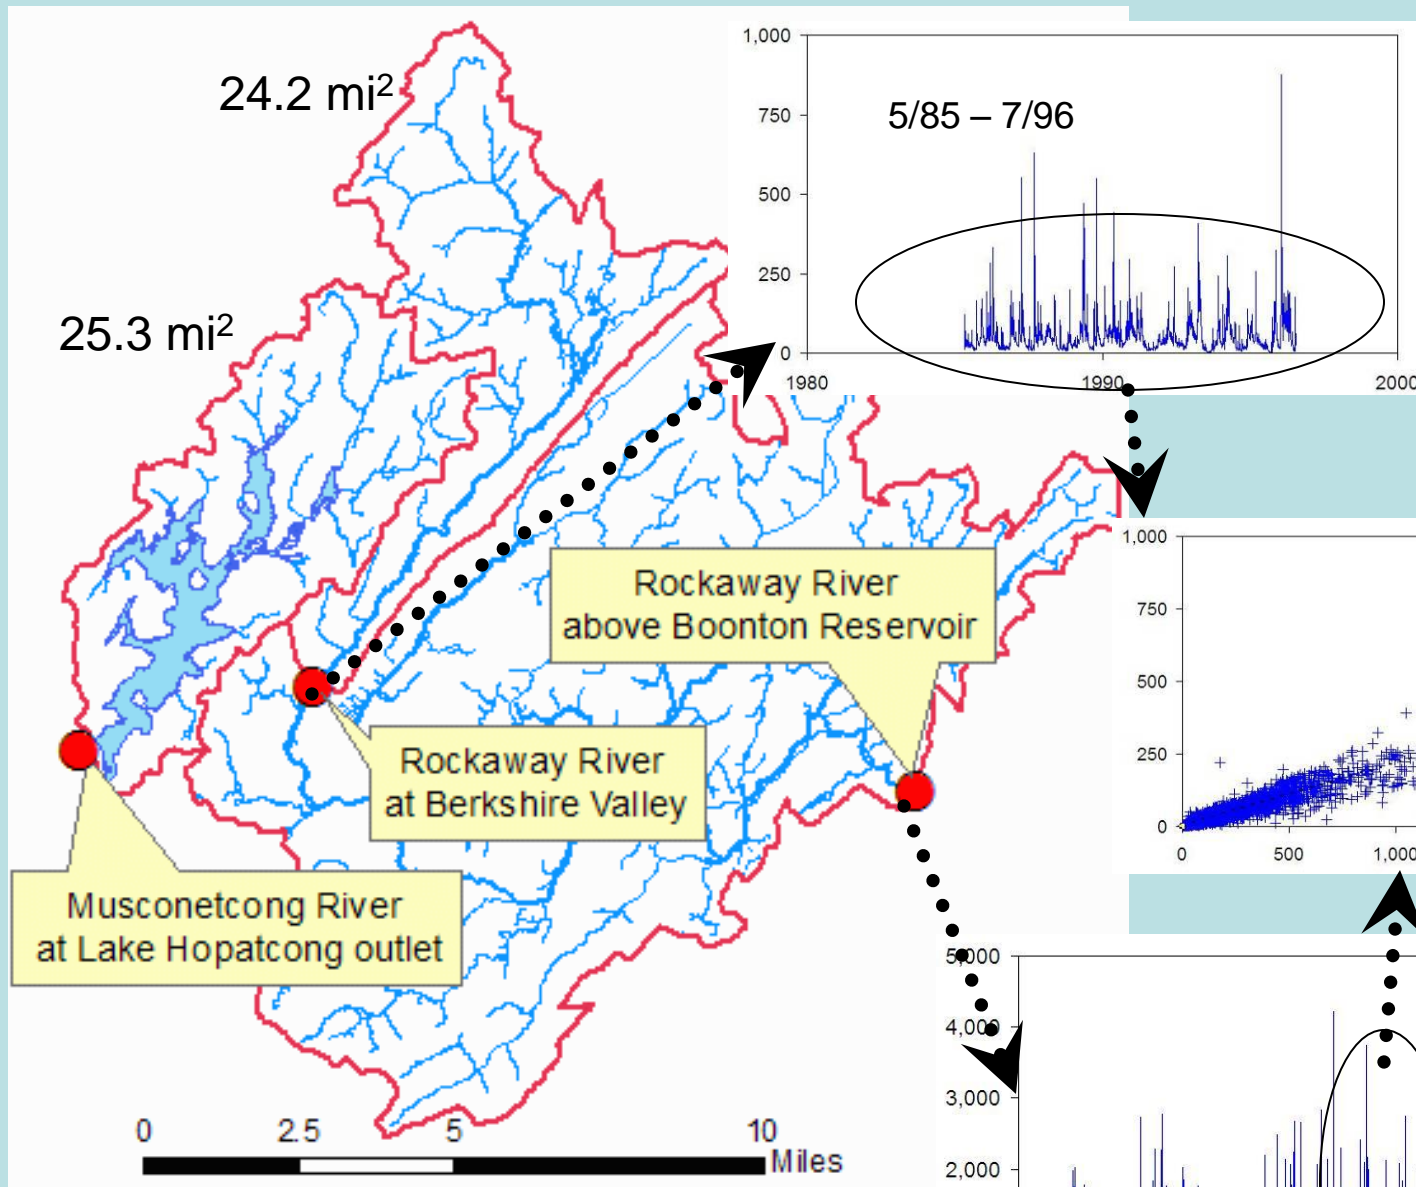 24.2 mi²
25.3 mi²
1,000
750
500
250
0
5/85 – 7/96
1980
1990
2000
1,000
750
500
250
0
0
500
1,000
Rockaway River
above Boonton Reservoir
Rockaway River
at Berkshire Valley
Musconetcong River
at Lake Hopatcong outlet
5,000
4,000
3,000
2,000
0
2.5
5
10
Miles